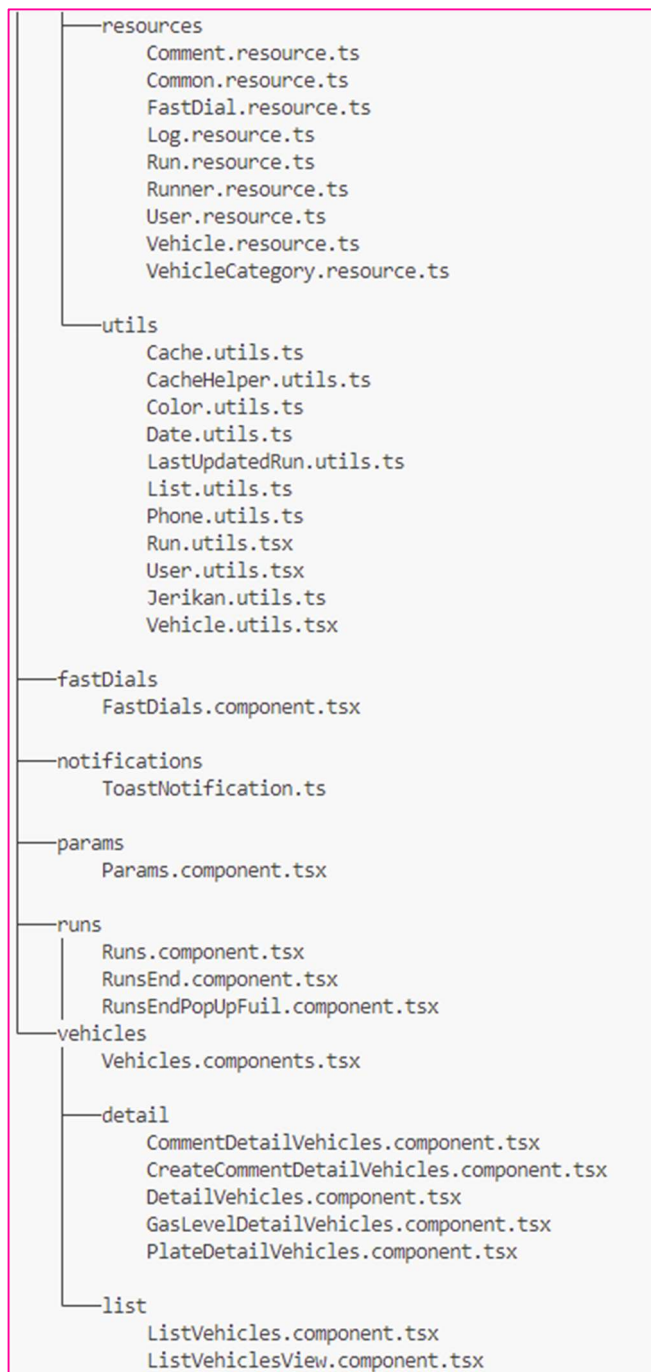 resources
Comment.resource.ts
Common.resource.ts
FastDial.resource.ts
Log.resource.ts
Run.resource.ts
Runner.resource.ts
User.resource.ts
Vehicle.resource.ts
VehicleCategory.resource.ts
utils
Cache.utils.ts
CacheHelper.utils.ts
Color.utils.ts
Date.utils.ts
LastUpdatedRun.utils.ts
List.utils.ts
Phone.utils.ts
Run.utils.tsx
User.utils.tsx
Jerikan.utils.ts
Vehicle.utils.tsx
fastDials
FastDials.component.tsx
notifications
ToastNotification.ts
params
Params.component.tsx
runs
Runs.component.tsx
RunsEnd.component.tsx
RunsEndPopUpFuil.component.tsx
vehicles
Vehicles.components.tsx
detail
CommentDetailVehicles.component.tsx
CreateCommentDetailVehicles.component.tsx
DetailVehicles.component.tsx
GasLevelDetailVehicles.component.tsx
PlateDetailVehicles.component.tsx
list
ListVehicles.component.tsx
ListVehiclesView.component.tsx